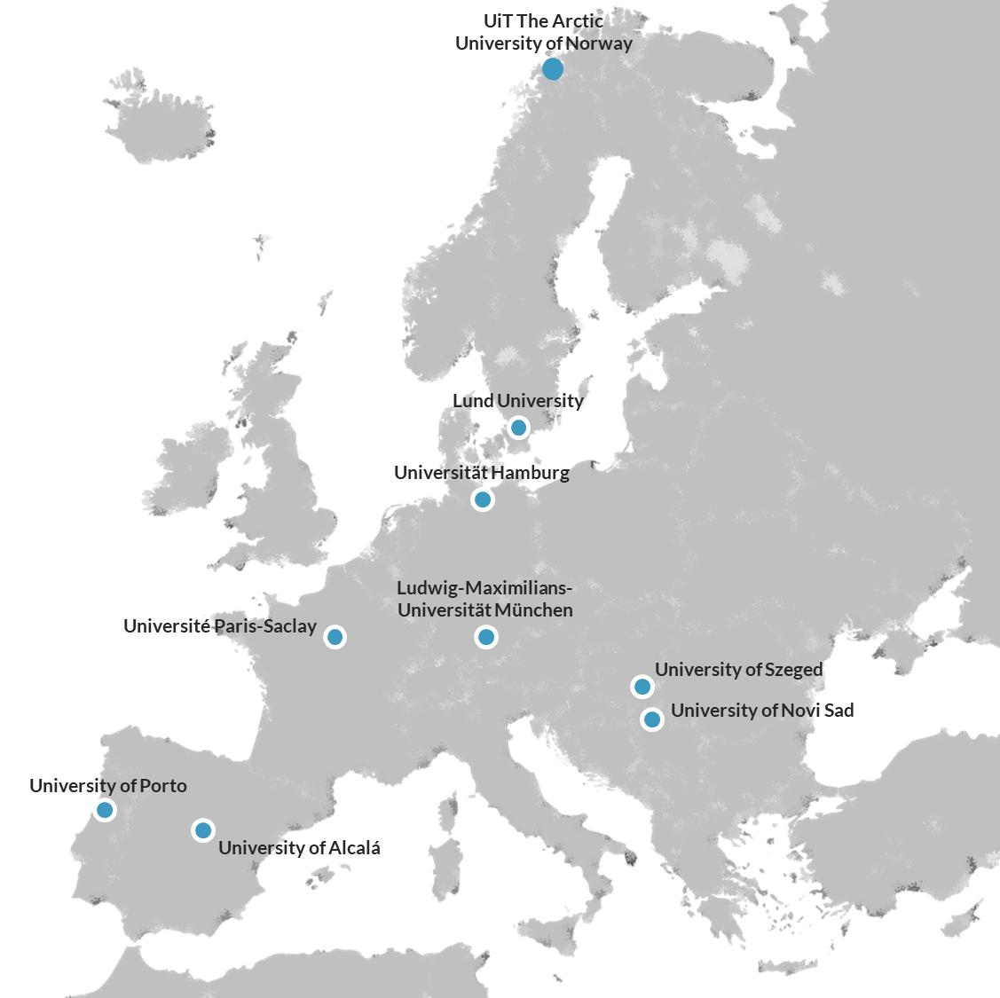 UiT The Arctic
University of Norway
Lund University
Universität Hamburg
Ludwig-Maximilians-
Universität München
Université Paris-Saclay
University of Szeged
University of Novi Sad
University of Porto
University of Alcalá